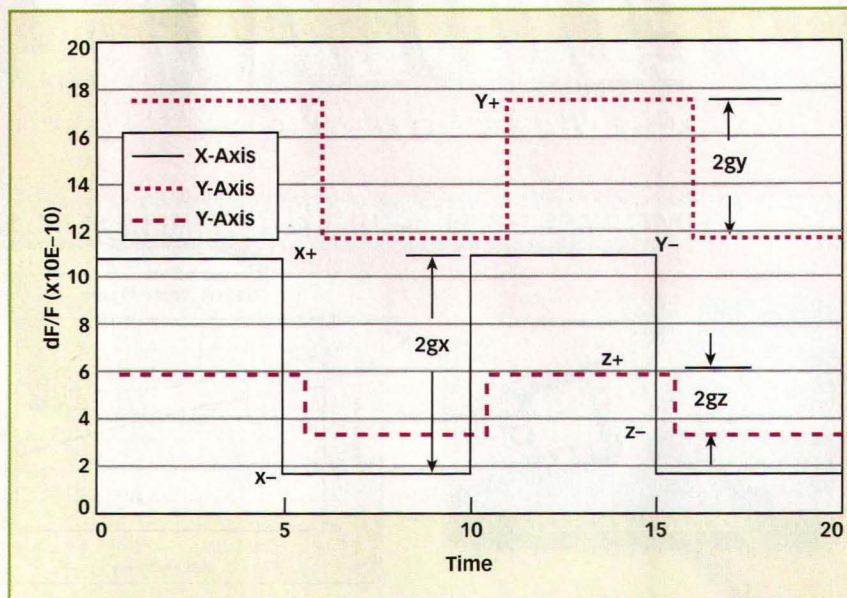 20
18
16
14
12
10
8
6
4
2
0
dF/F (x10E–10)
X-Axis
Y-Axis
Y-Axis
Y+
2gy
X+
Y–
2gx
Z+
2gz
Z–
X–
0
5
10
15
20
Time